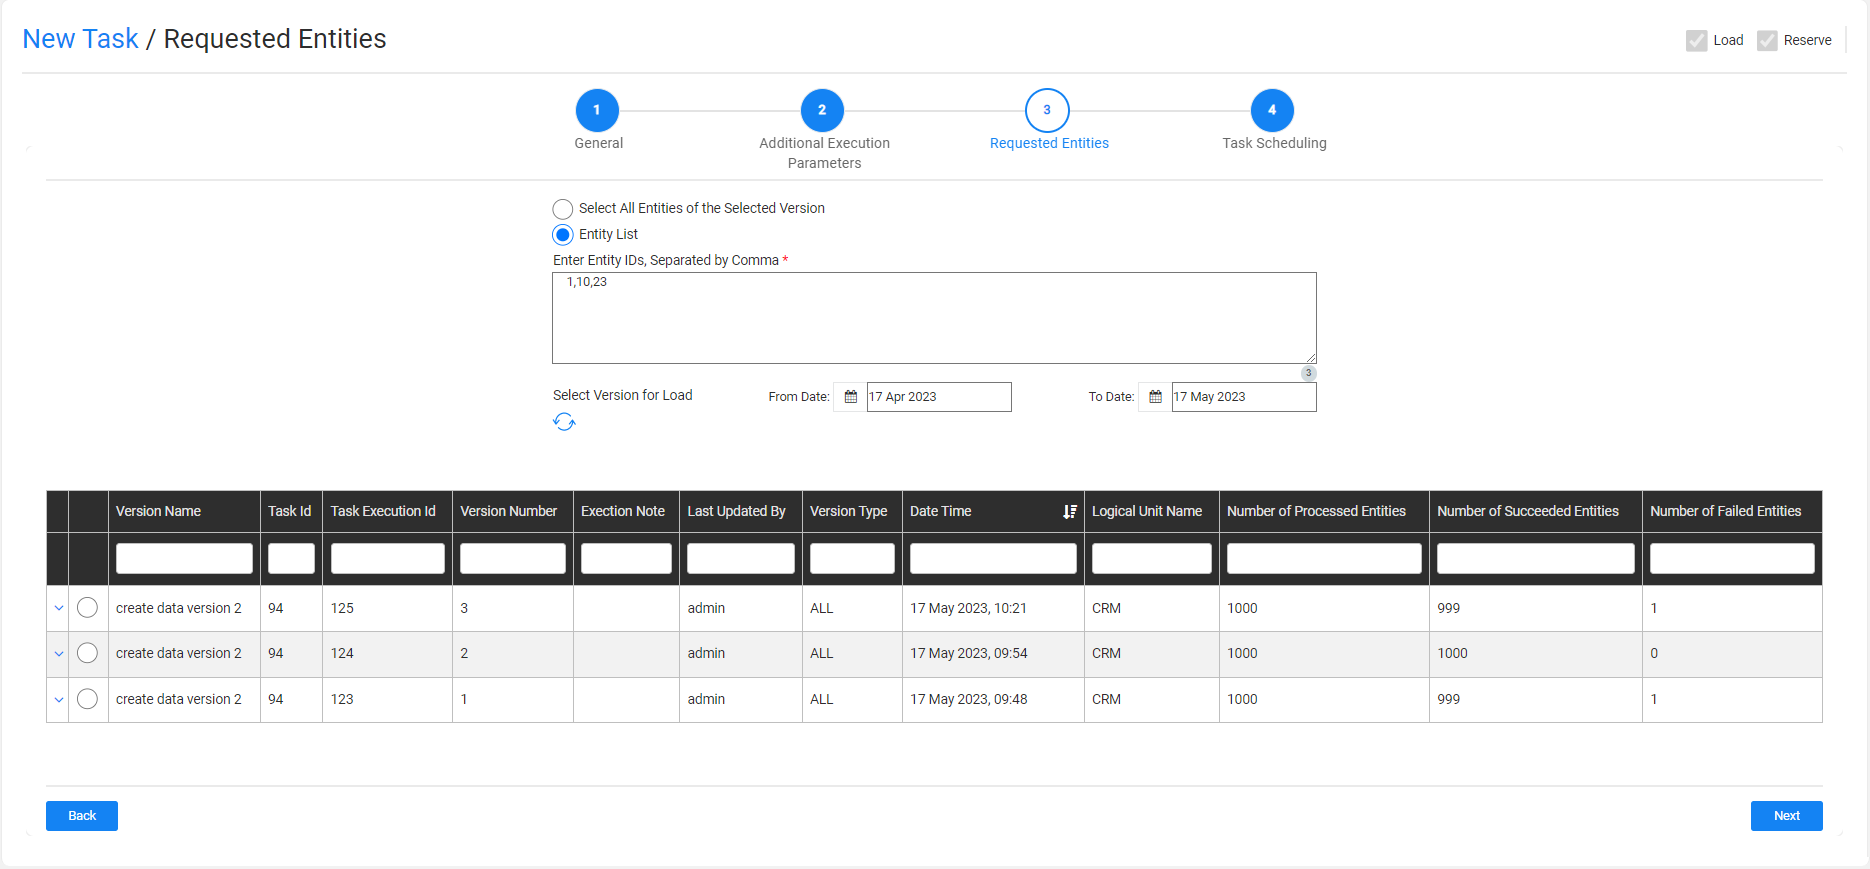 New Task / Requested Entities
Load Reserve
1 2 3 4
General Additional Execution Parameters Requested Entities Task Scheduling
Select All Entities of the Selected Version
Entity List
Enter Entity IDs, Separated by Comma *
1,10,23
3
Select Version for Load From Date: 17 Apr 2023 To Date: 17 May 2023
Version Name Task Id Task Execution Id Version Number Exection Note Last Updated By Version Type Date Time Logical Unit Name Number of Processed Entities Number of Succeeded Entities Number of Failed Entities
create data version 2 94 125 3 admin ALL 17 May 2023, 10:21 CRM 1000 999 1
create data version 2 94 124 2 admin ALL 17 May 2023, 09:54 CRM 1000 1000 0
create data version 2 94 123 1 admin ALL 17 May 2023, 09:48 CRM 1000 999 1
Back Next